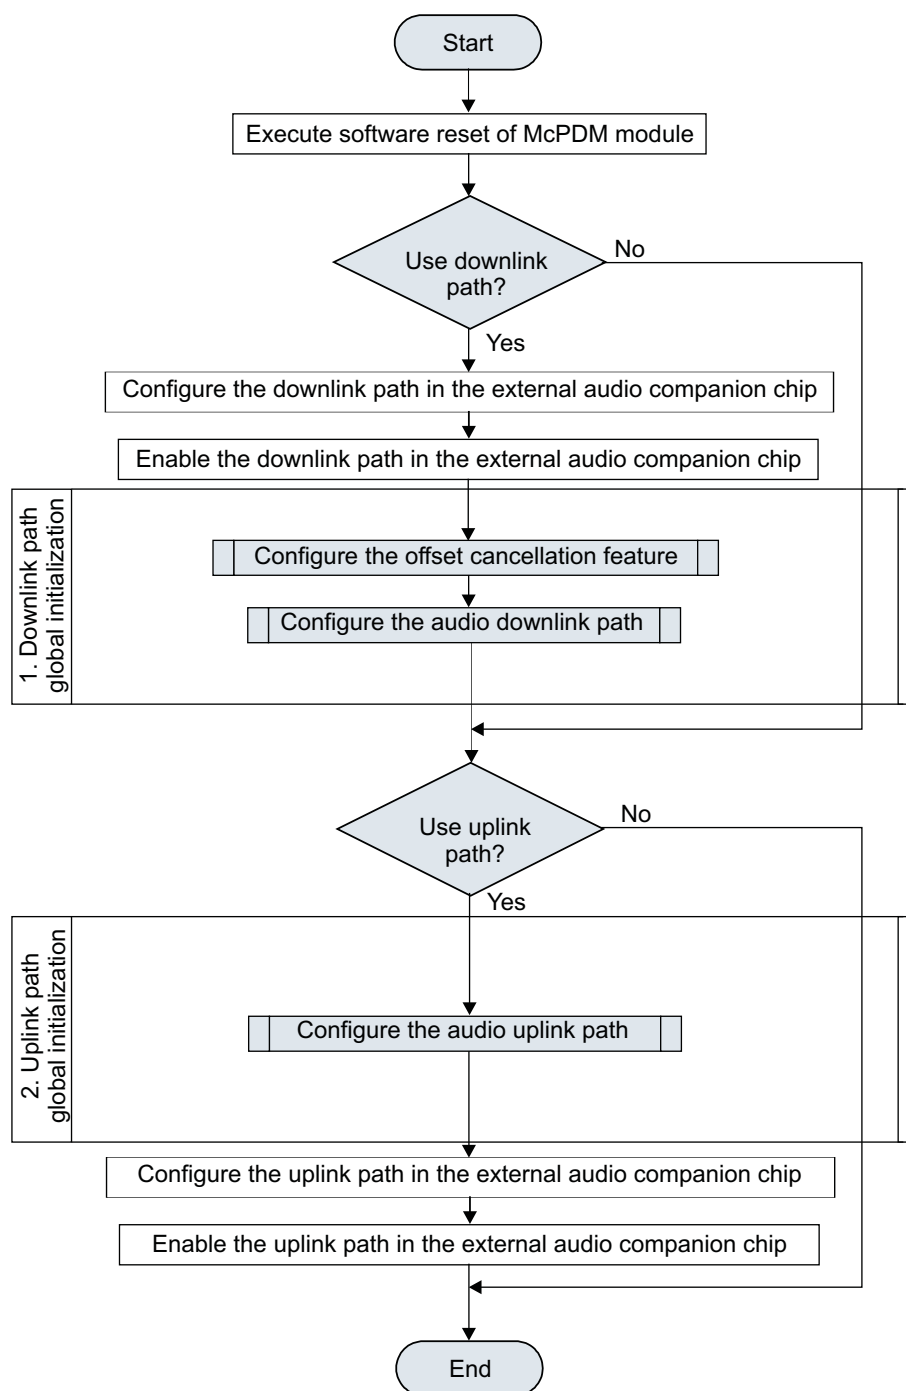 Start
Execute software reset of McPDM module
Use downlink
path?
No
Yes
Configure the downlink path in the external audio companion chip
Enable the downlink path in the external audio companion chip
1. Downlink path
global initialization
Configure the offset cancellation feature
Configure the audio downlink path
Use uplink
path?
No
Yes
2. Uplink path
global initialization
Configure the audio uplink path
Configure the uplink path in the external audio companion chip
Enable the uplink path in the external audio companion chip
End